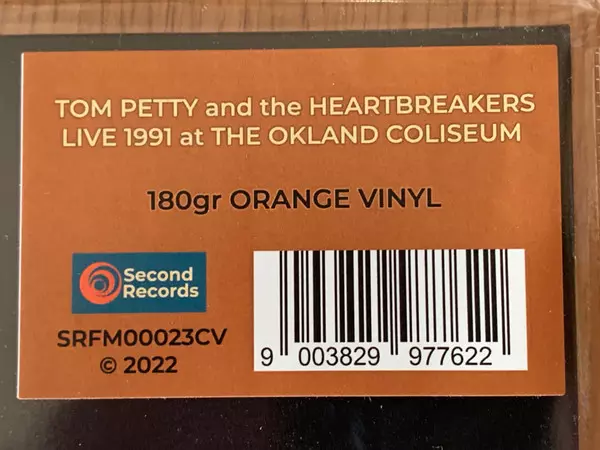 TOM PETTY and the HEARTBREAKERS
LIVE 1991 at THE OKLAND COLISEUM
180gr ORANGE VINYL
Second
Records
SRFM00023CV
© 2022
9 003829 977622